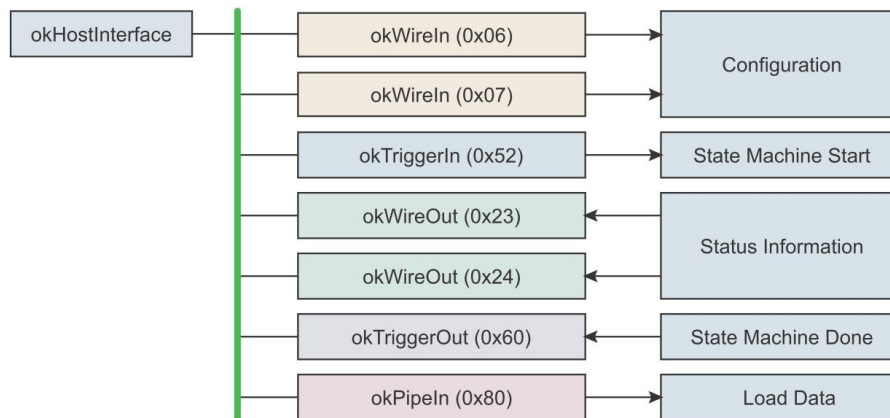 okHostInterface
okWireIn (0x06)
Configuration
okWireIn (0x07)
okTriggerIn (0x52)
State Machine Start
okWireOut (0x23)
Status Information
okWireOut (0x24)
okTriggerOut (0x60)
State Machine Done
okPipeIn (0x80)
Load Data